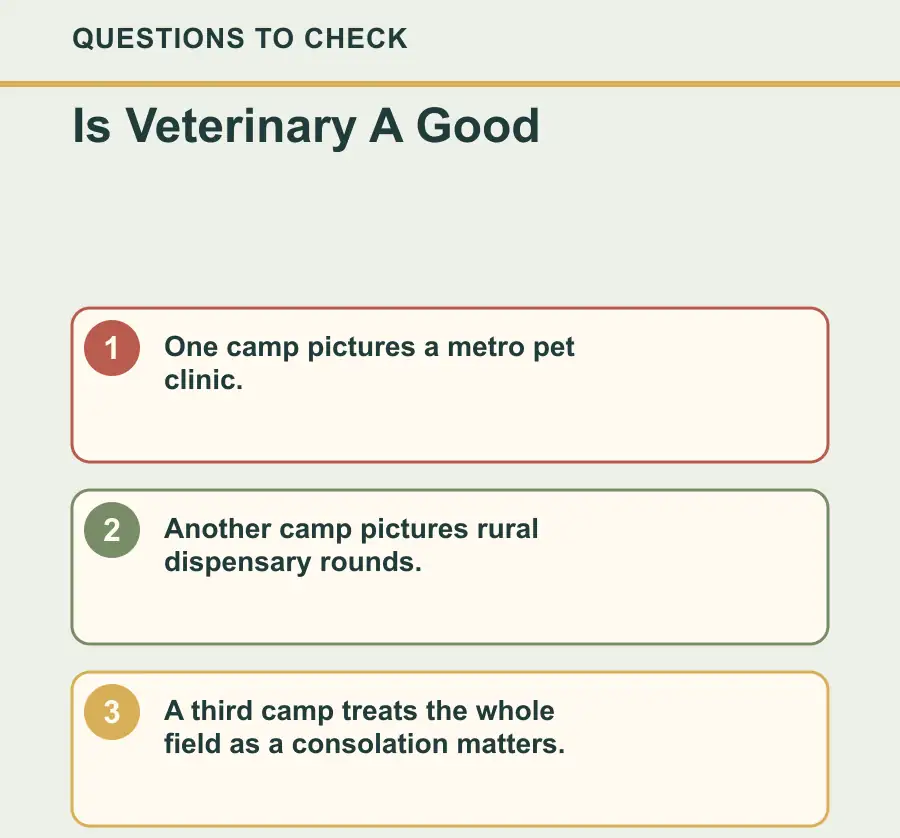 QUESTIONS TO CHECK
Is Veterinary A Good
1
One camp pictures a metro pet
clinic.
2
Another camp pictures rural
dispensary rounds.
3
A third camp treats the whole
field as a consolation matters.